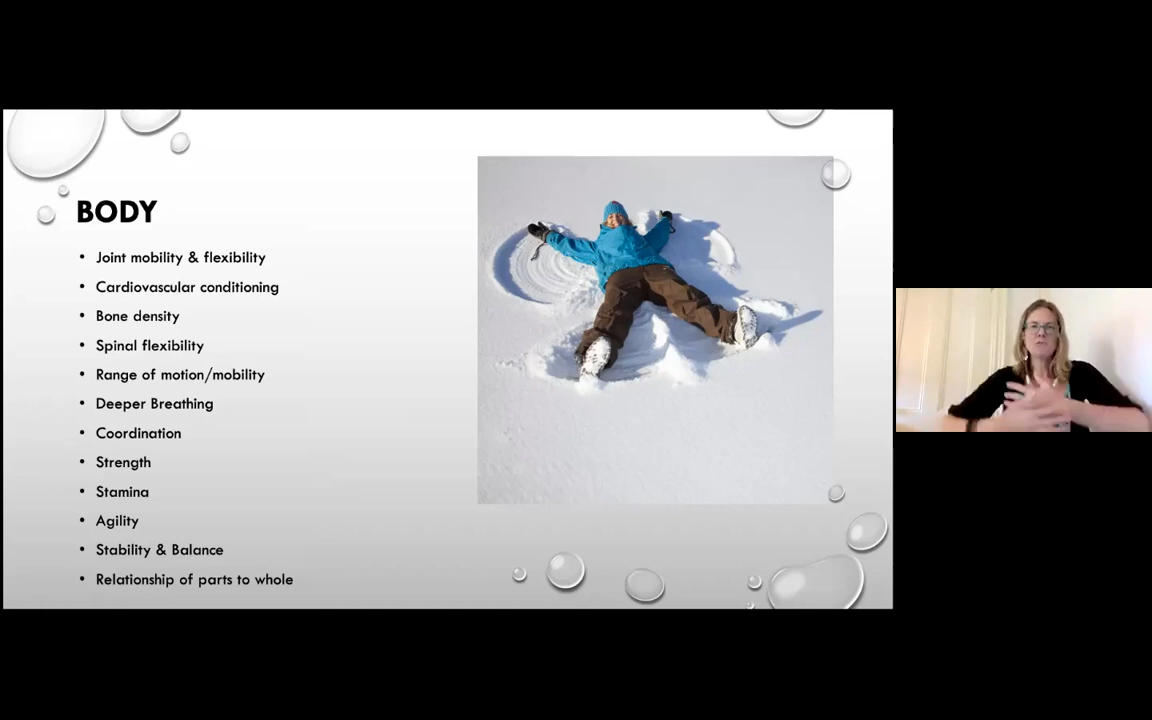 BODY
• Joint mobility & flexibility
• Cardiovascular conditioning
• Bone density
• Spinal flexibility
• Range of motion/mobility
• Deeper Breathing
• Coordination
• Strength
• Stamina
• Agility
• Stability & Balance
• Relationship of parts to whole